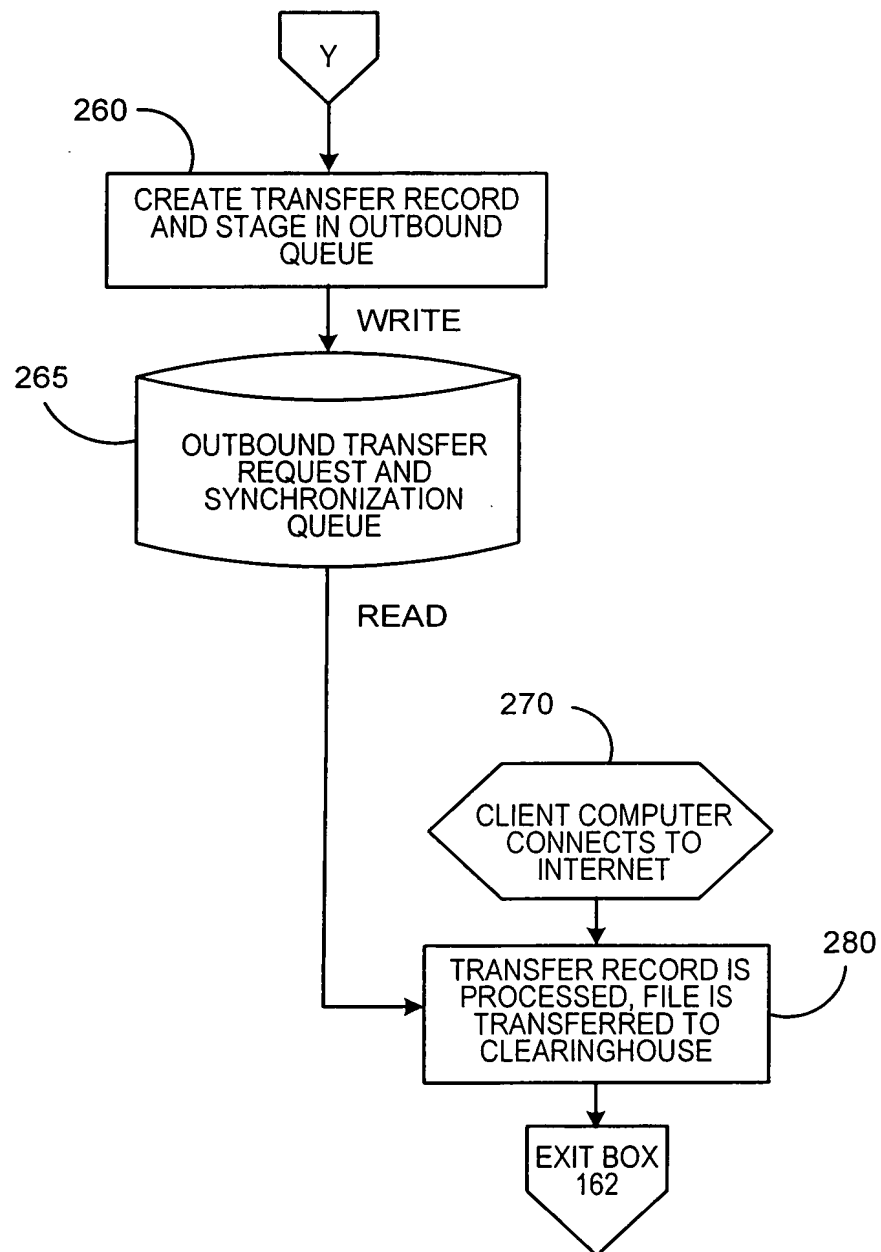 Y
260
CREATE TRANSFER RECORD
AND STAGE IN OUTBOUND
QUEUE
WRITE
265
OUTBOUND TRANSFER
REQUEST AND
SYNCHRONIZATION
QUEUE
READ
270
CLIENT COMPUTER
CONNECTS TO
INTERNET
280
TRANSFER RECORD IS
PROCESSED, FILE IS
TRANSFERRED TO
CLEARINGHOUSE
EXIT BOX
162